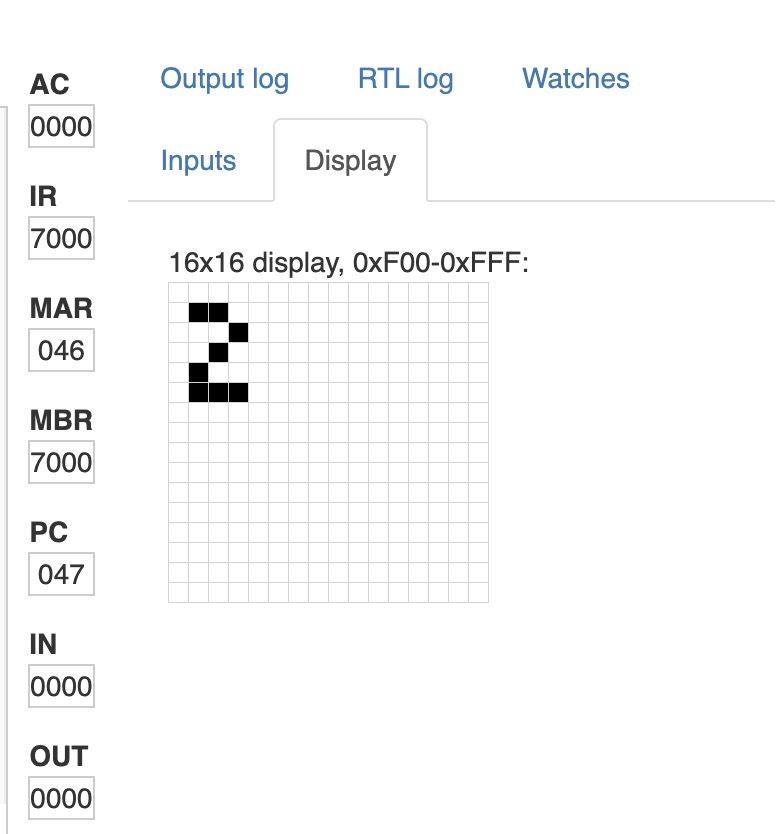 AC
0000
IR
7000
MAR
046
MBR
7000
PC
047
IN
0000
OUT
0000
Output log RTL log Watches
Inputs Display
16x16 display, 0xF00-0xFFF:
2